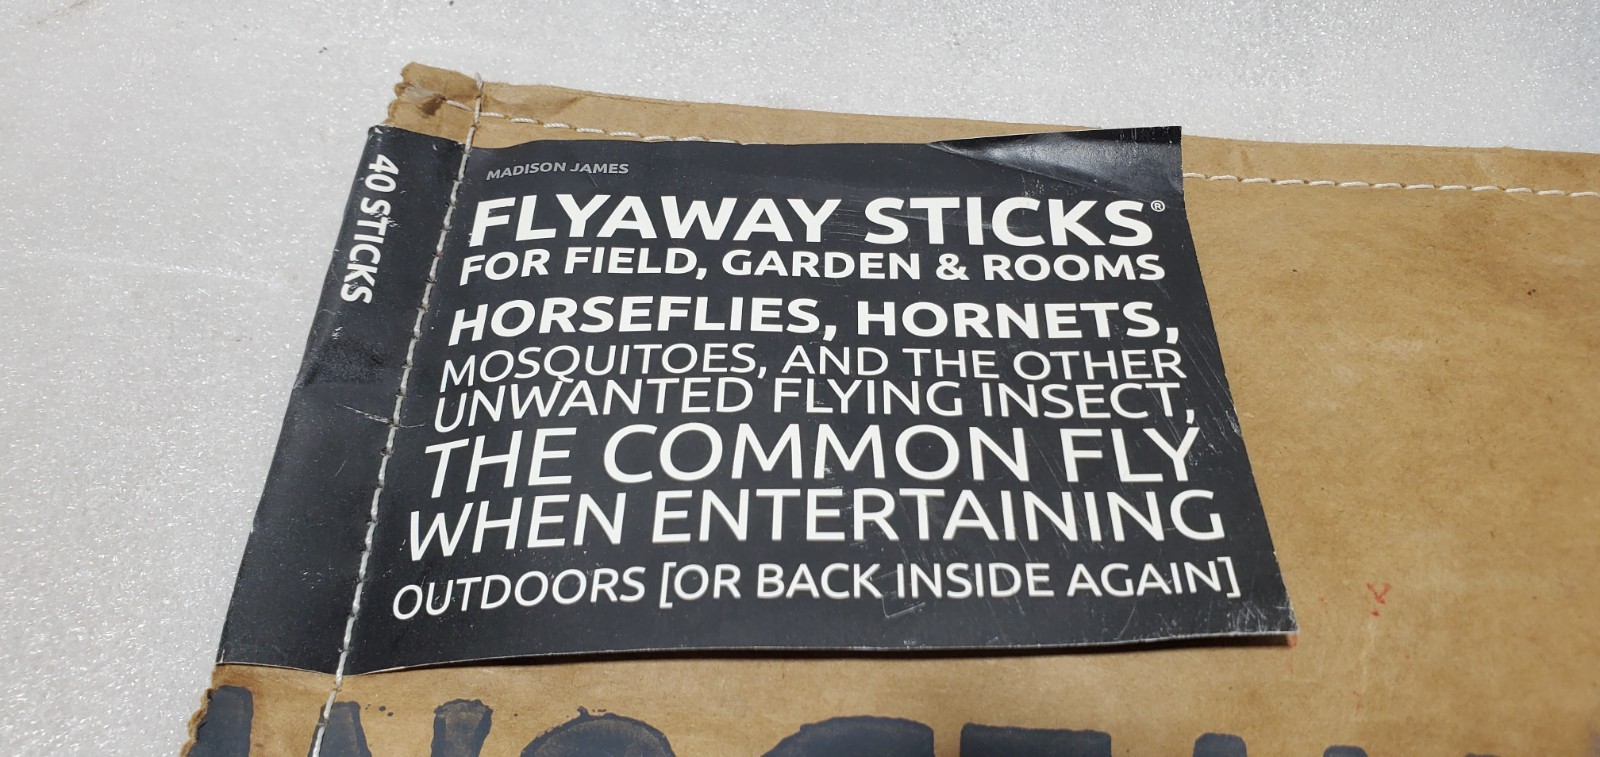 40 STICKS
MADISON JAMES
FLYAWAY STICKS®
FOR FIELD, GARDEN & ROOMS
HORSEFLIES, HORNETS,
MOSQUITOES, AND THE OTHER
UNWANTED FLYING INSECT,
THE COMMON FLY
WHEN ENTERTAINING
OUTDOORS [OR BACK INSIDE AGAIN]